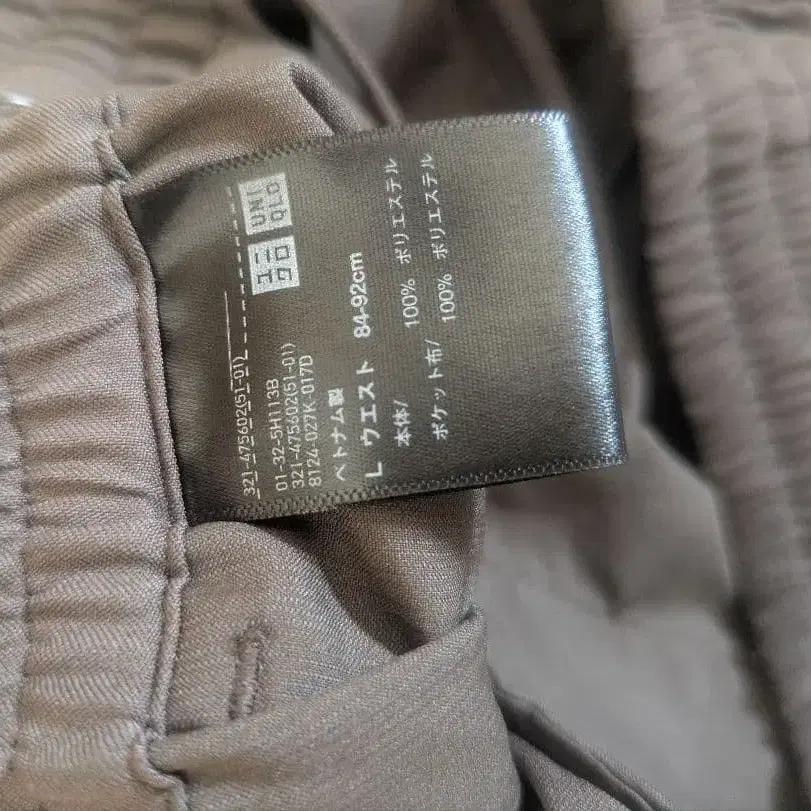 UNI
QLO
ユニ
クロ
321-475602(51-01)
01-32-5H113B
321-475602(51-01)
8124-027K-017D
ベトナム製
L ウエスト 84-92cm
本体/ 100% ポリエステル
ポケット布/ 100% ポリエステル